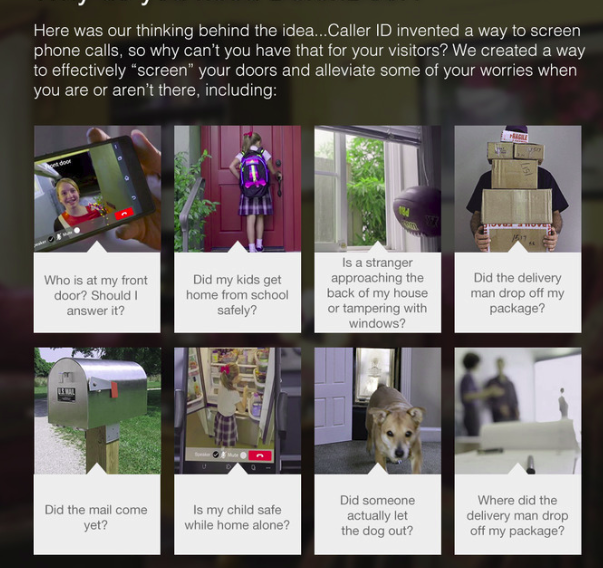 Here was our thinking behind the idea...Caller ID invented a way to screen
phone calls, so why can't you have that for your visitors? We created a way
to effectively “screen” your doors and alleviate some of your worries when
you are or aren't there, including:
front door
Who is at my front
door? Should I
answer it?
Did my kids get
home from school
safely?
Is a stranger
approaching the
back of my house
or tampering with
windows?
Did the delivery
man drop off my
package?
U.S. MAIL
Did the mail come
yet?
Is my child safe
while home alone?
Did someone
actually let
the dog out?
Where did the
delivery man drop
off my package?